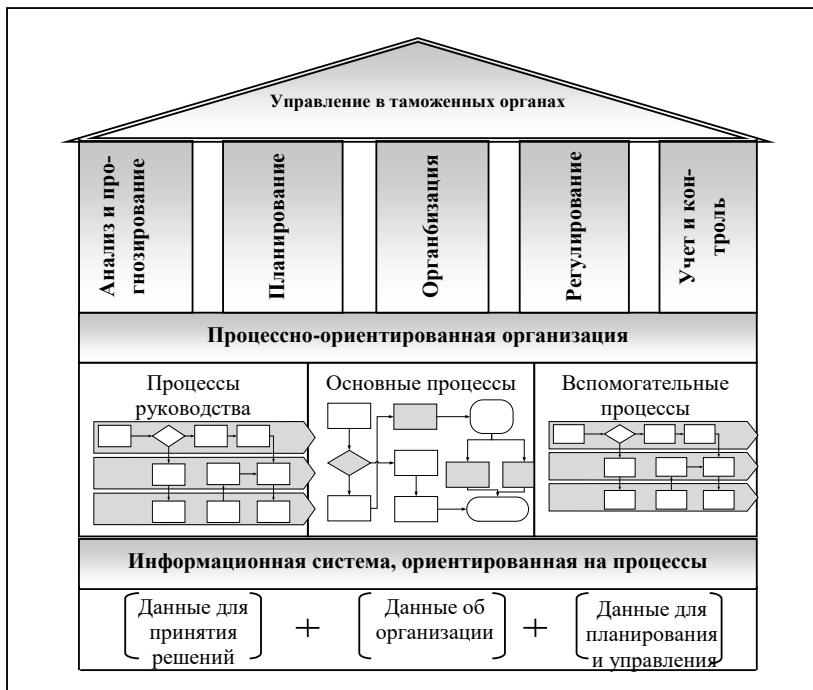 Управление в таможенных органах
Анализ и про-
гнозирование
Планирование
Органбизация
Регулирование
Учет и кон-
троль
Процессно-ориентированная организация
Процессы
руководства
Основные процессы
Вспомогательные
процессы
Информационная система, ориентированная на процессы
Данные для
принятия
решений
+
Данные об
организации
+
Данные для
планирования
и управления